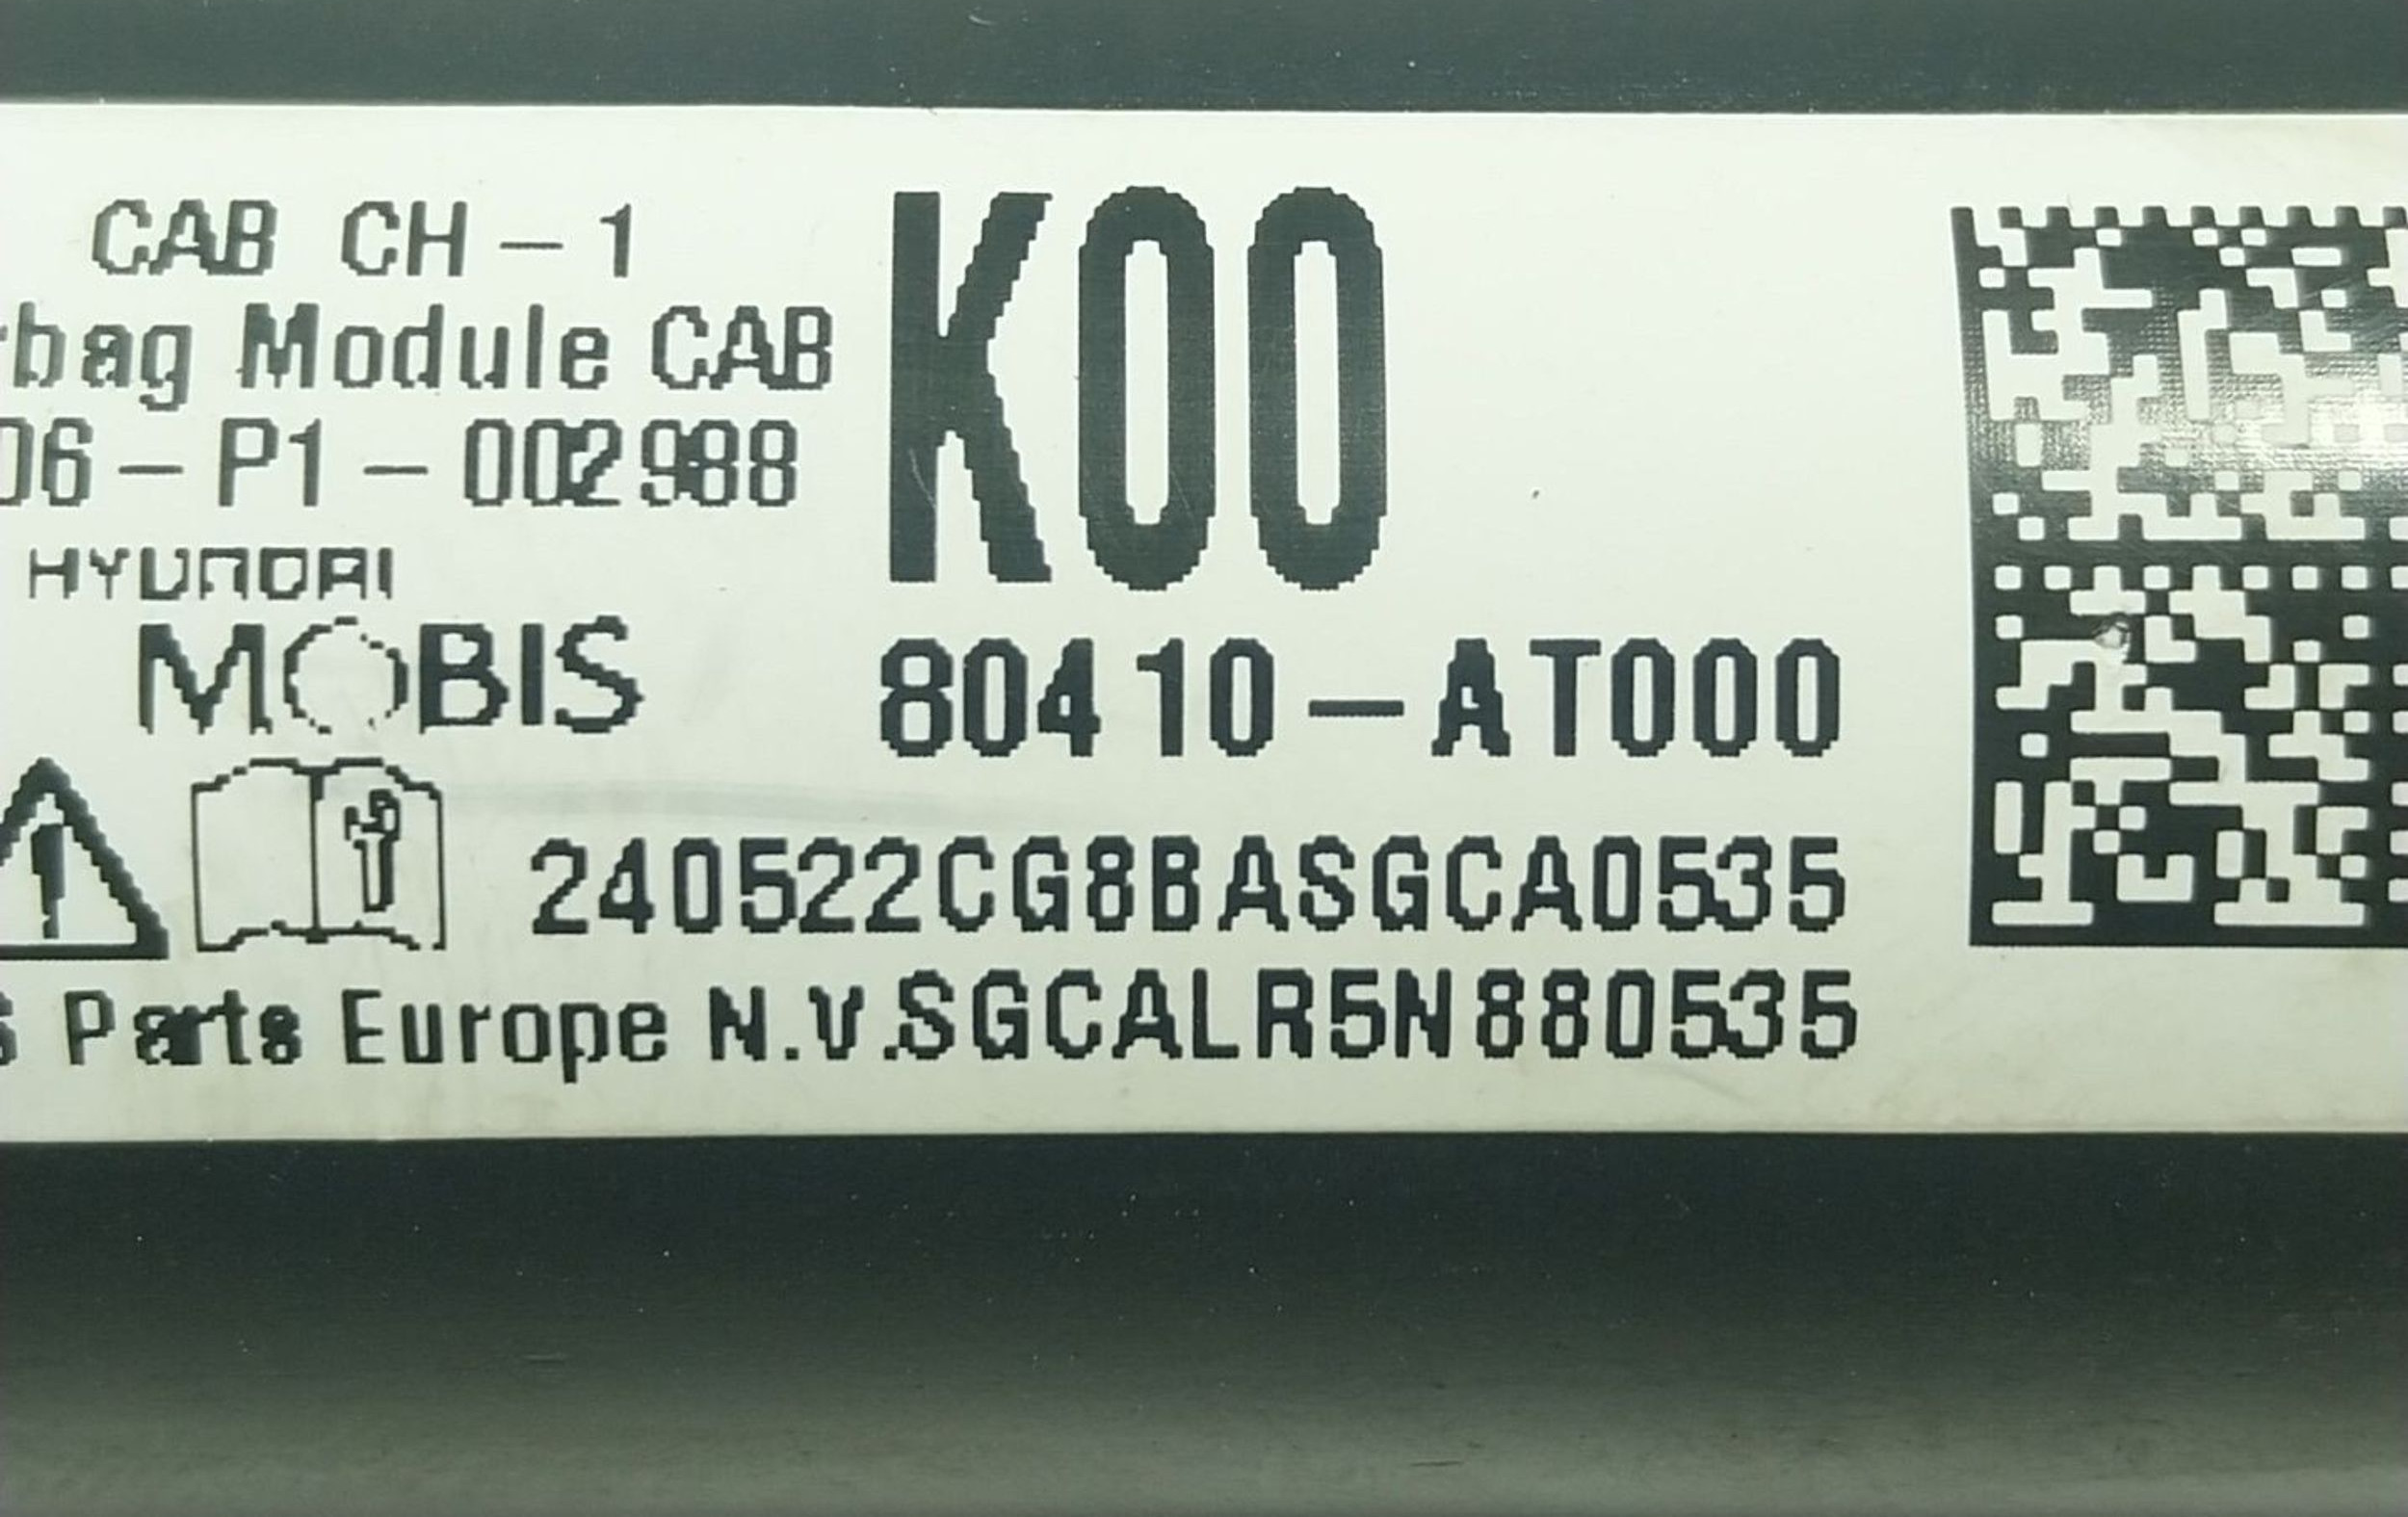 CAB CH-1
rbag Module CAB
06-P1-002988
K00
HYUNDAI
MOBIS
80410-AT000
240522CG8BASGCA0535
s Parts Europe N.V.SGCALR5N880535